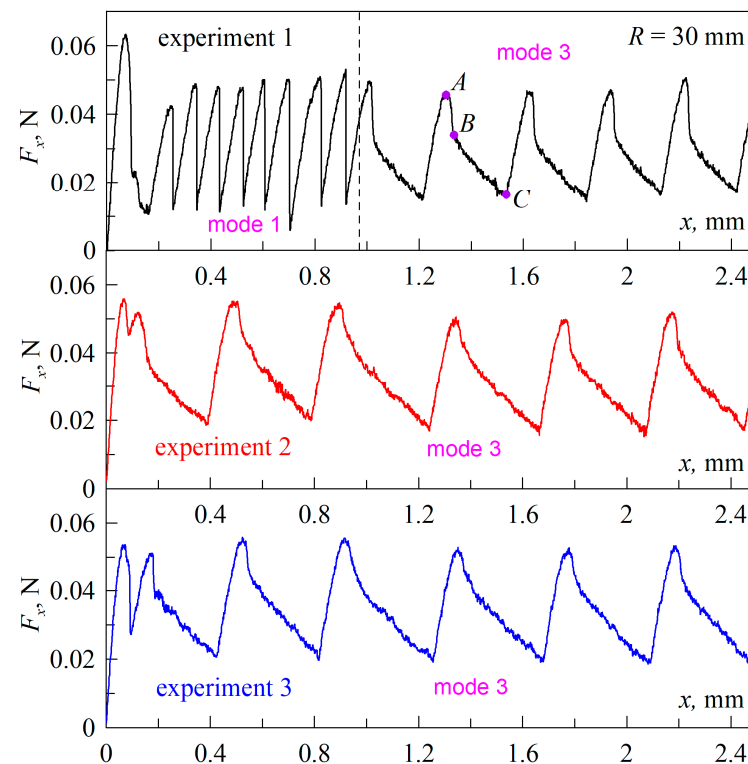 0.06
experiment 1
R = 30 mm
mode 3
A
0.04
B
Fx, N
0.02
C
mode 1
x, mm
0
0.4
0.8
1.2
1.6
2
2.4
0.06
0.04
Fx, N
0.02
experiment 2
mode 3
x, mm
0
0.4
0.8
1.2
1.6
2
2.4
0.06
0.04
Fx, N
0.02
experiment 3
mode 3
x, mm
0
0
0.4
0.8
1.2
1.6
2
2.4